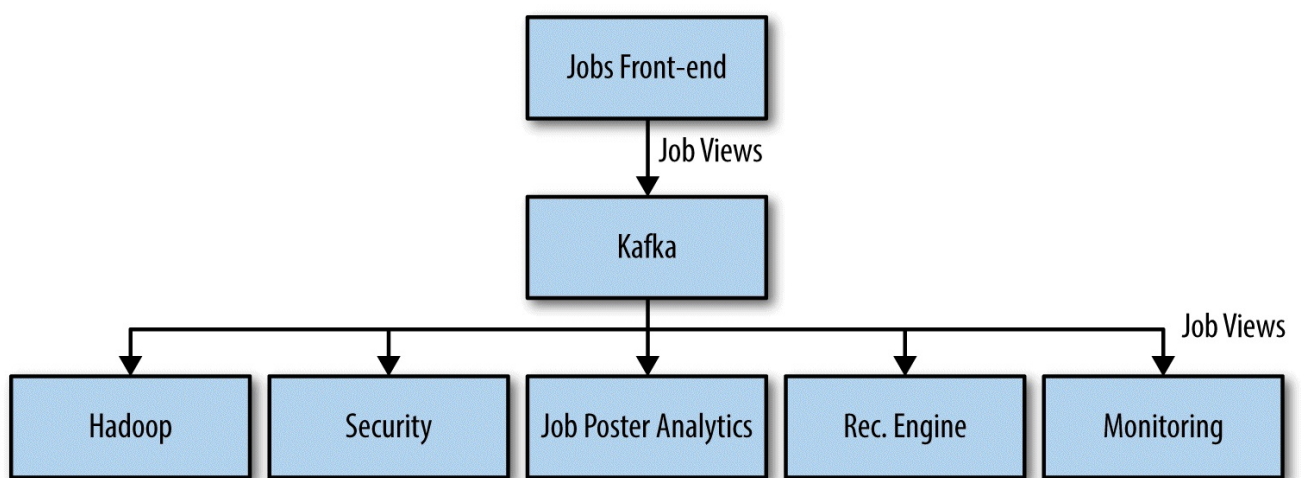 Jobs Front-end
Job Views
Kafka
Job Views
Hadoop
Security
Job Poster Analytics
Rec. Engine
Monitoring